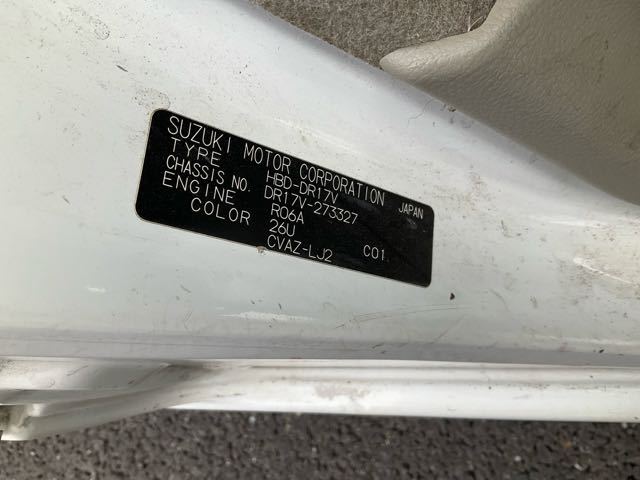 SUZUKI MOTOR CORPORATION JAPAN
TYPE HBD-DR17V
CHASSIS NO. DR17V-273327
ENGINE R06A
COLOR 26U C01
CVAZ-LJ2